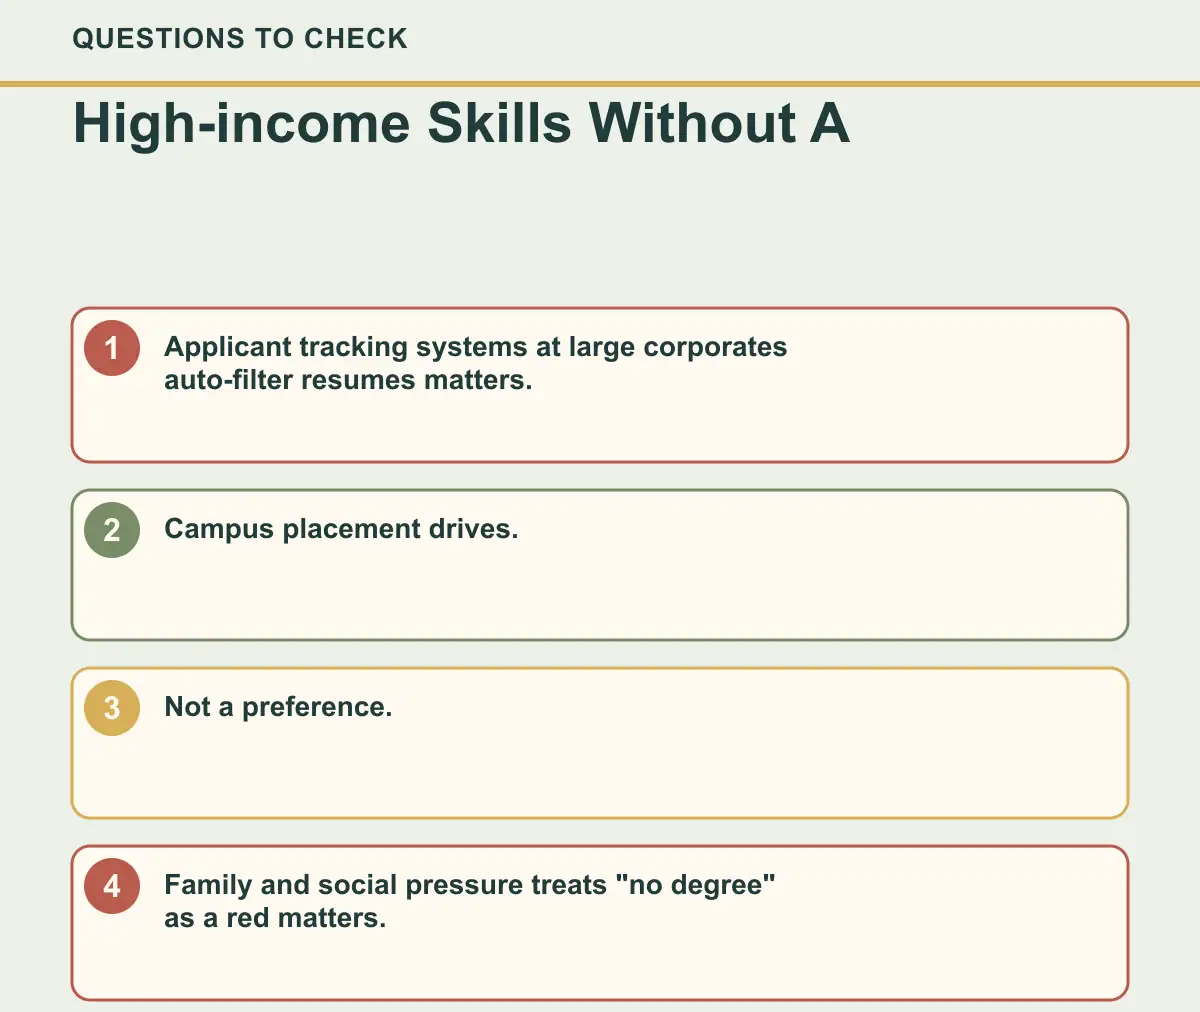 QUESTIONS TO CHECK
High-income Skills Without A
1
Applicant tracking systems at large corporates
auto-filter resumes matters.
2
Campus placement drives.
3
Not a preference.
4
Family and social pressure treats "no degree"
as a red matters.